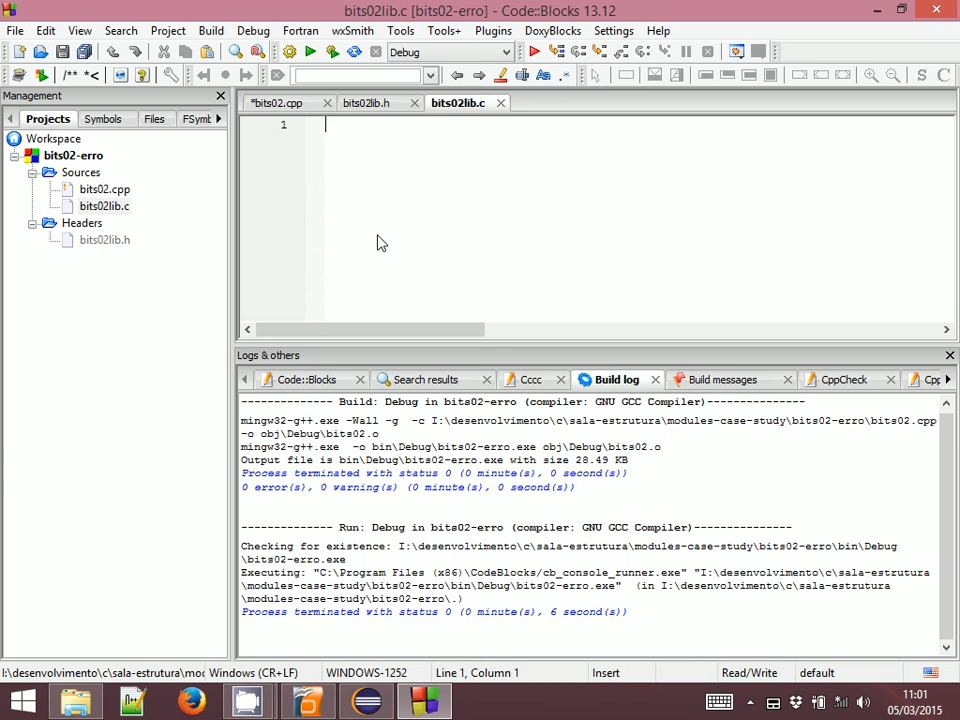 bits02lib.c [bits02-erro] - Code::Blocks 13.12
File Edit View Search Project Build Debug Fortran wxSmith Tools Tools+ Plugins DoxyBlocks Settings Help
Debug
/** *<
S C
Management
*bits02.cpp bits02lib.h bits02lib.c
Projects Symbols Files FSymb
1
Workspace
bits02-erro
Sources
bits02.cpp
bits02lib.c
Headers
bits02lib.h
Logs & others
Code::Blocks Search results Cccc Build log Build messages CppCheck Cpp
-------------- Build: Debug in bits02-erro (compiler: GNU GCC Compiler)---------------
mingw32-g++.exe -Wall -g  -c I:\desenvolvimento\c\sala-estrutura\modules-case-study\bits02-erro\bits02.cpp
-o obj\Debug\bits02.o
mingw32-g++.exe  -o bin\Debug\bits02-erro.exe obj\Debug\bits02.o
Output file is bin\Debug\bits02-erro.exe with size 28.49 KB
Process terminated with status 0 (0 minute(s), 0 second(s))
0 error(s), 0 warning(s) (0 minute(s), 0 second(s))
-------------- Run: Debug in bits02-erro (compiler: GNU GCC Compiler)---------------
Checking for existence: I:\desenvolvimento\c\sala-estrutura\modules-case-study\bits02-erro\bin\Debug
\bits02-erro.exe
Executing: "C:\Program Files (x86)\CodeBlocks/cb_console_runner.exe" "I:\desenvolvimento\c\sala-estrutura
\modules-case-study\bits02-erro\bin\Debug\bits02-erro.exe"  (in I:\desenvolvimento\c\sala-estrutura
\modules-case-study\bits02-erro\.)
Process terminated with status 0 (0 minute(s), 6 second(s))
I:\desenvolvimento\c\sala-estrutura\moc Windows (CR+LF) WINDOWS-1252 Line 1, Column 1 Insert Read/Write default
11:01
05/03/2015